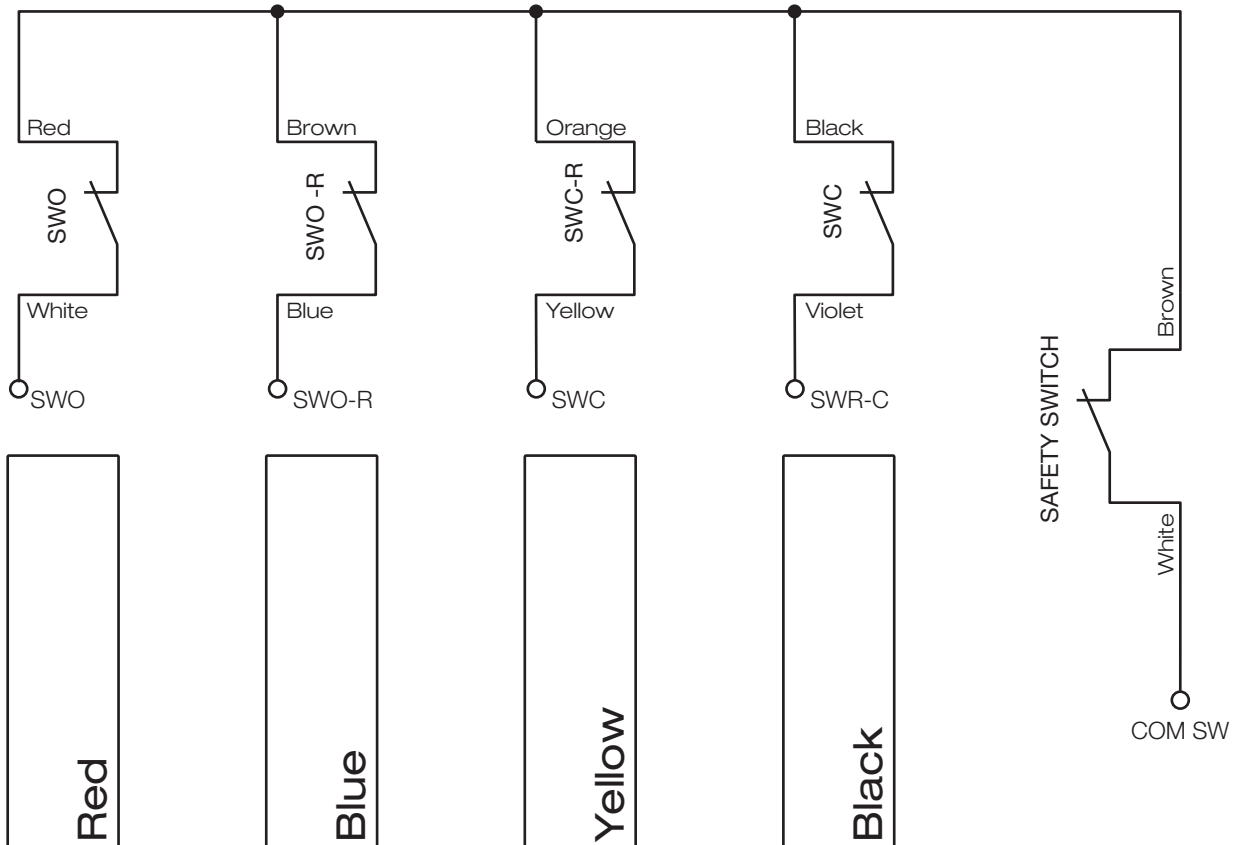 Red
SWO
White
SWO
Brown
SWO -R
Blue
SWO-R
Orange
SWC-R
Yellow
SWC
Black
SWC
Violet
SWR-C
Brown
SAFETY SWITCH
White
COM SW
Red
Blue
Yellow
Black